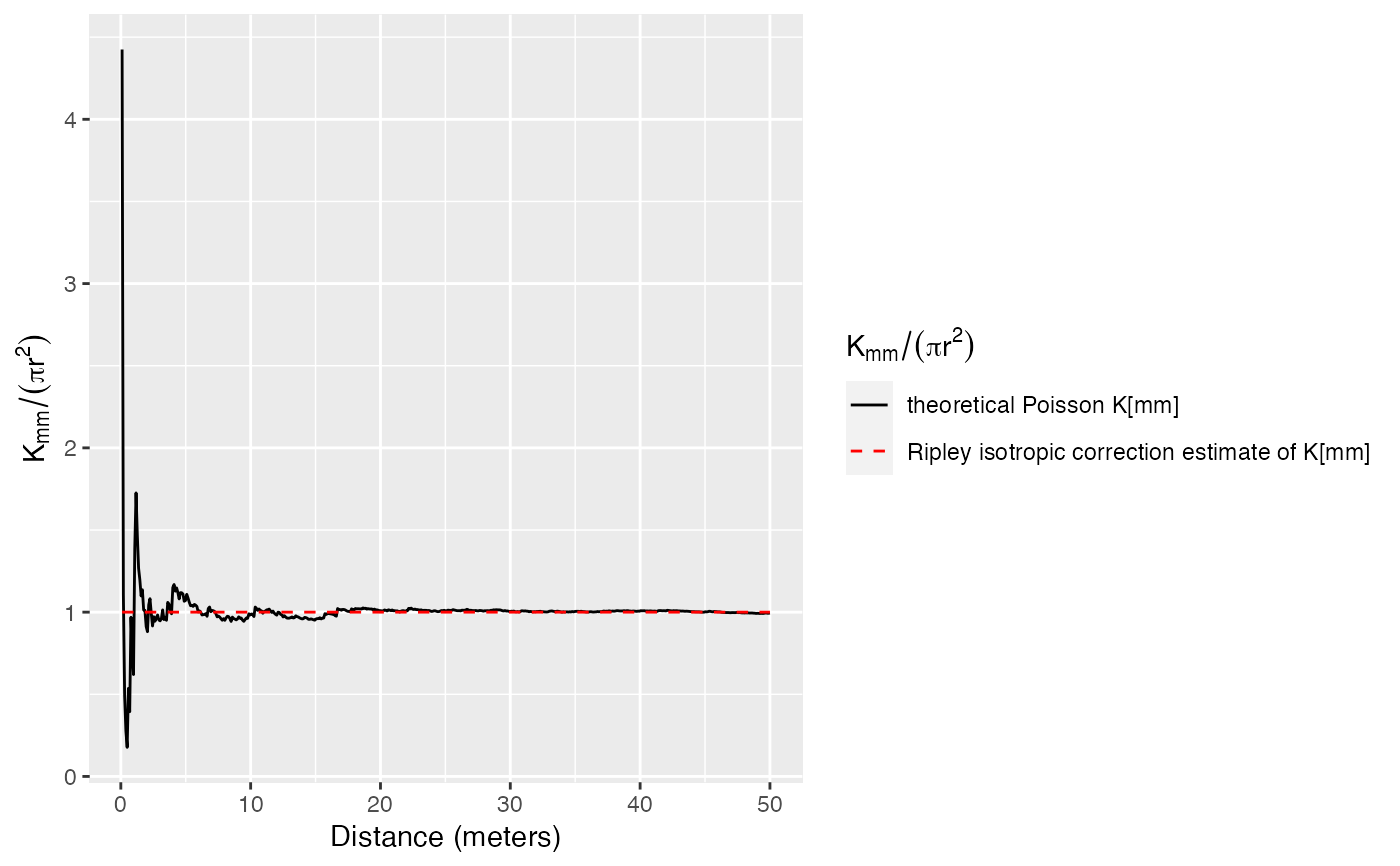 4
3
2
1
0
0 10 20 30 40 50
Distance (meters)
Kmm/(πr²)
Kmm/(πr²)
theoretical Poisson K[mm]
Ripley isotropic correction estimate of K[mm]